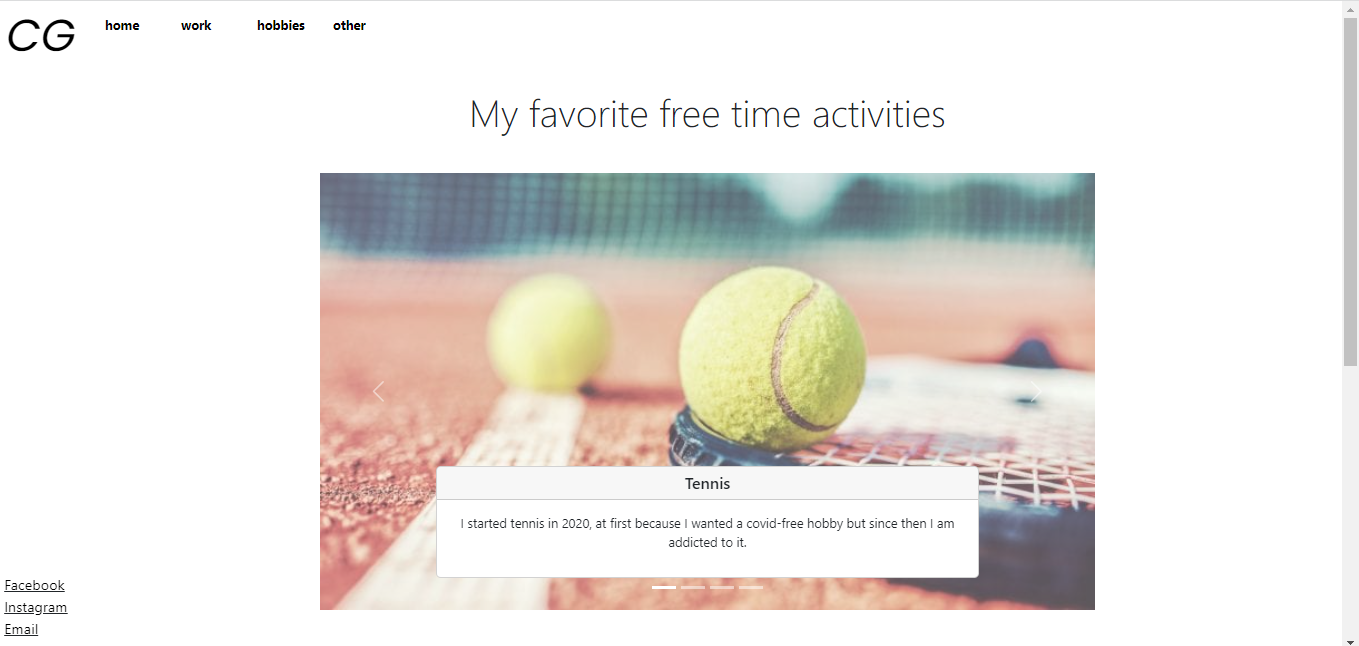 CG
home work hobbies other
My favorite free time activities
Tennis
I started tennis in 2020, at first because I wanted a covid-free hobby but since then I am
addicted to it.
Facebook
Instagram
Email